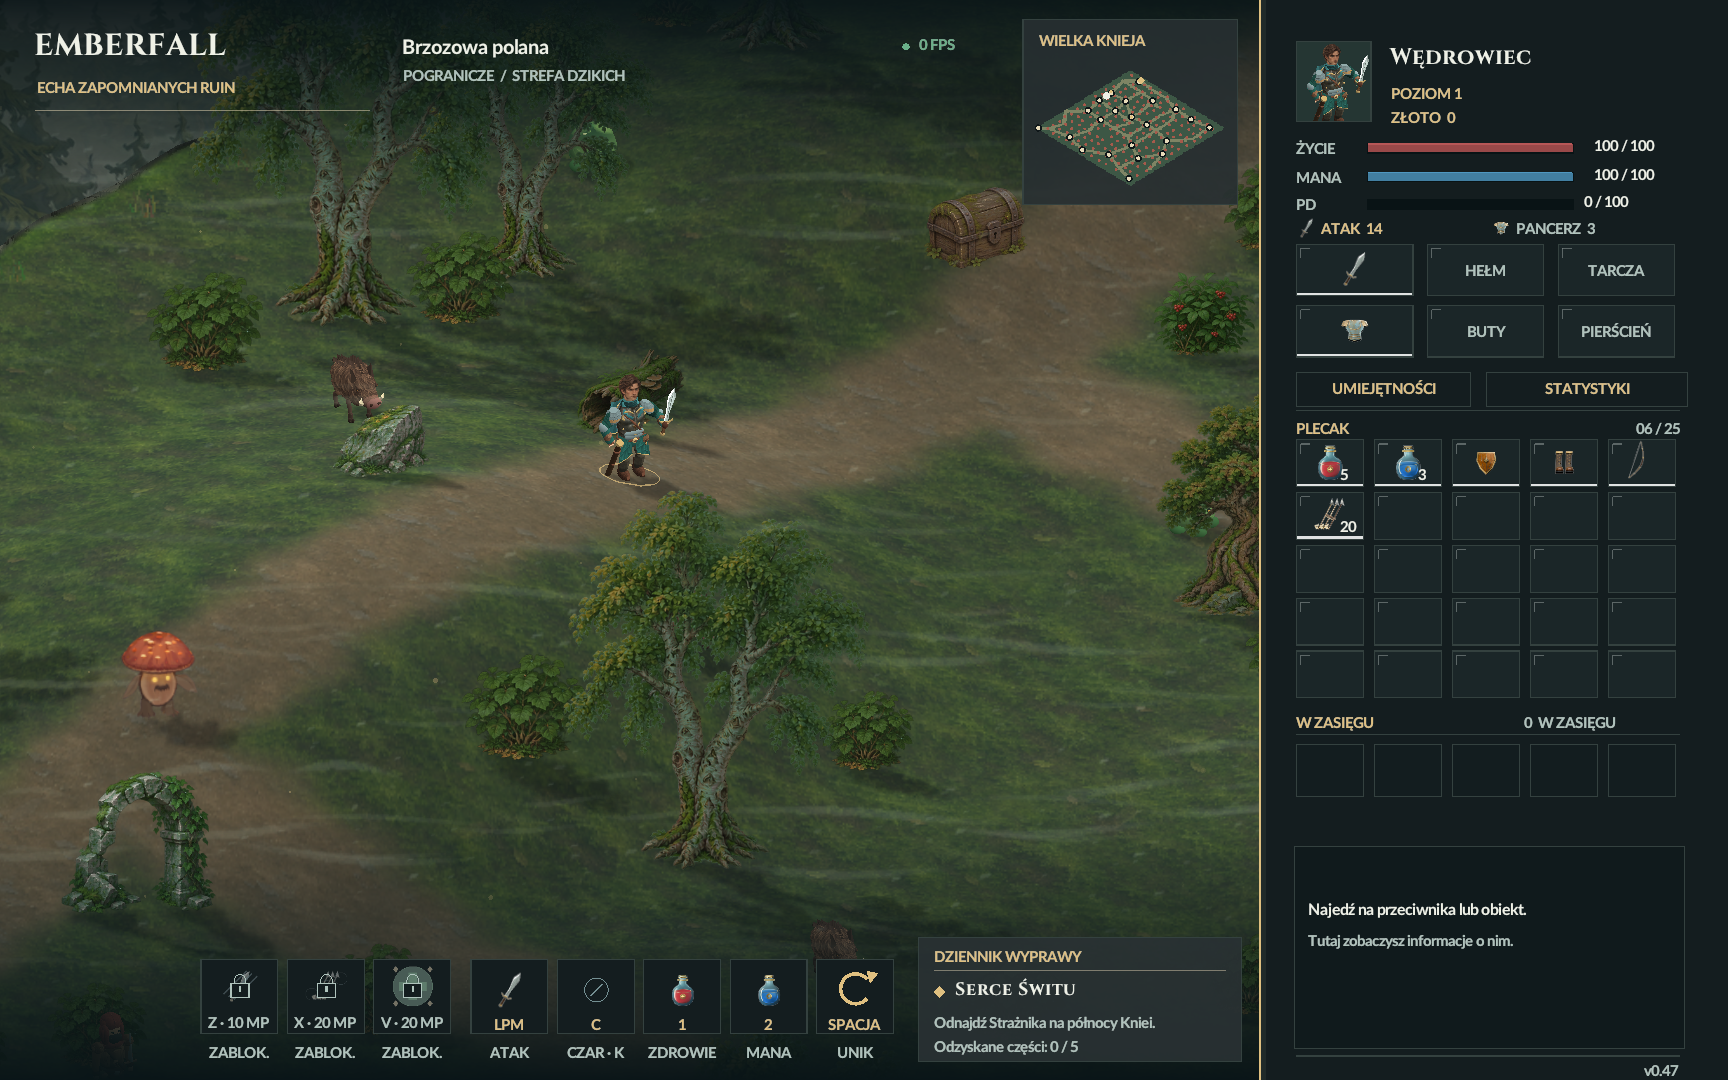 EMBERFALL
ECHA ZAPOMNIANYCH RUIN
Brzozowa polana
POGRANICZE / STREFA DZIKICH
0 FPS
WIELKA KNIEJA
WĘDROWIEC
POZIOM 1
ZŁOTO 0
ŻYCIE 100 / 100
MANA 100 / 100
PD 0 / 100
ATAK 14 PANCERZ 3
HEŁM TARCZA
BUTY PIERŚCIEŃ
UMIEJĘTNOŚCI STATYSTYKI
PLECAK 06 / 25
5 3
20
W ZASIĘGU 0 W ZASIĘGU
Najedź na przeciwnika lub obiekt.
Tutaj zobaczysz informacje o nim.
Z · 10 MP X · 20 MP V · 20 MP LPM C 1 2 SPACJA
ZABLOK. ZABLOK. ZABLOK. ATAK CZAR · K ZDROWIE MANA UNIK
DZIENNIK WYPRAWY
SERCE ŚWITU
Odnajdź Strażnika na północy Kniei.
Odzyskane części: 0 / 5
v0.47